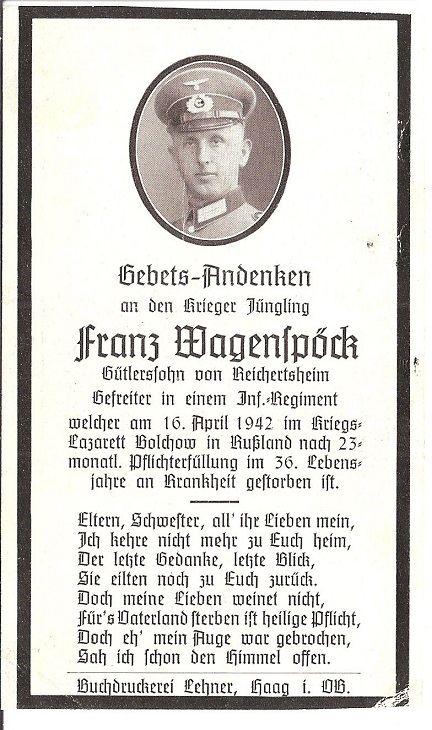 Gebets-Andenken
an den Krieger Jüngling
Franz Wagenspöck
Gütlerssohn von Reichertsheim
Gefreiter in einem Inf.-Regiment
welcher am 16. April 1942 im Kriegs-
Lazarett Bolchow in Rußland nach 23-
monatl. Pflichterfüllung im 36. Lebens-
jahre an Krankheit gestorben ist.
Eltern, Schwester, all' ihr Lieben mein,
Ich kehre nicht mehr zu Euch heim,
Der letzte Gedanke, letzte Blick,
Sie eilten noch zu Euch zurück.
Doch meine Lieben weinet nicht,
Für's Vaterland sterben ist heilige Pflicht,
Doch eh' mein Auge war gebrochen,
Sah ich schon den Himmel offen.
Buchdruckerei Lehner, Haag i. OB.